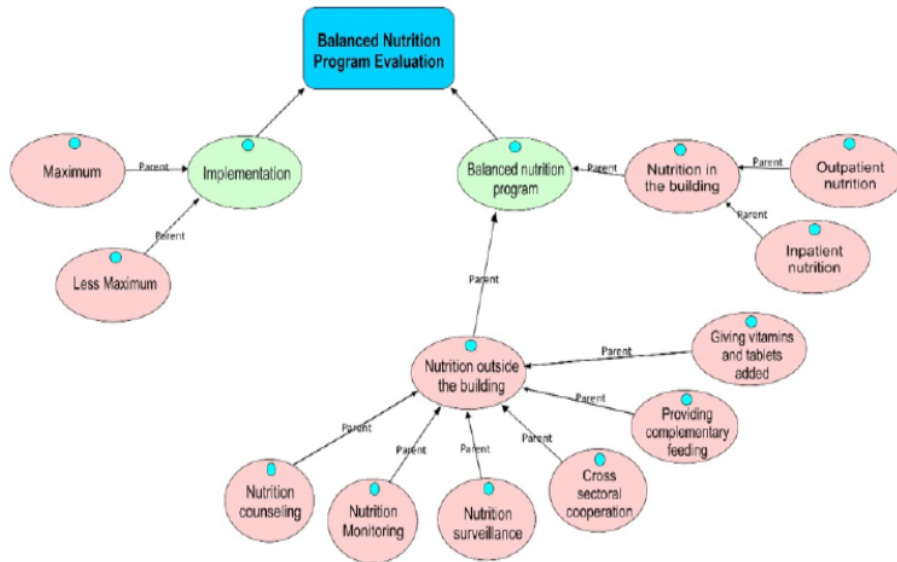 Balanced Nutrition
Program Evaluation
Maximum
Parent
Implementation
Parent
Less Maximum
Balanced nutrition
program
Parent
Nutrition in
the building
Parent
Outpatient
nutrition
Parent
Inpatient
nutrition
Parent
Nutrition outside
the building
Parent
Giving vitamins
and tablets
added
Parent
Providing
complementary
feeding
Parent
Cross
sectoral
cooperation
Parent
Nutrition
surveillance
Parent
Nutrition
Monitoring
Parent
Nutrition
counseling